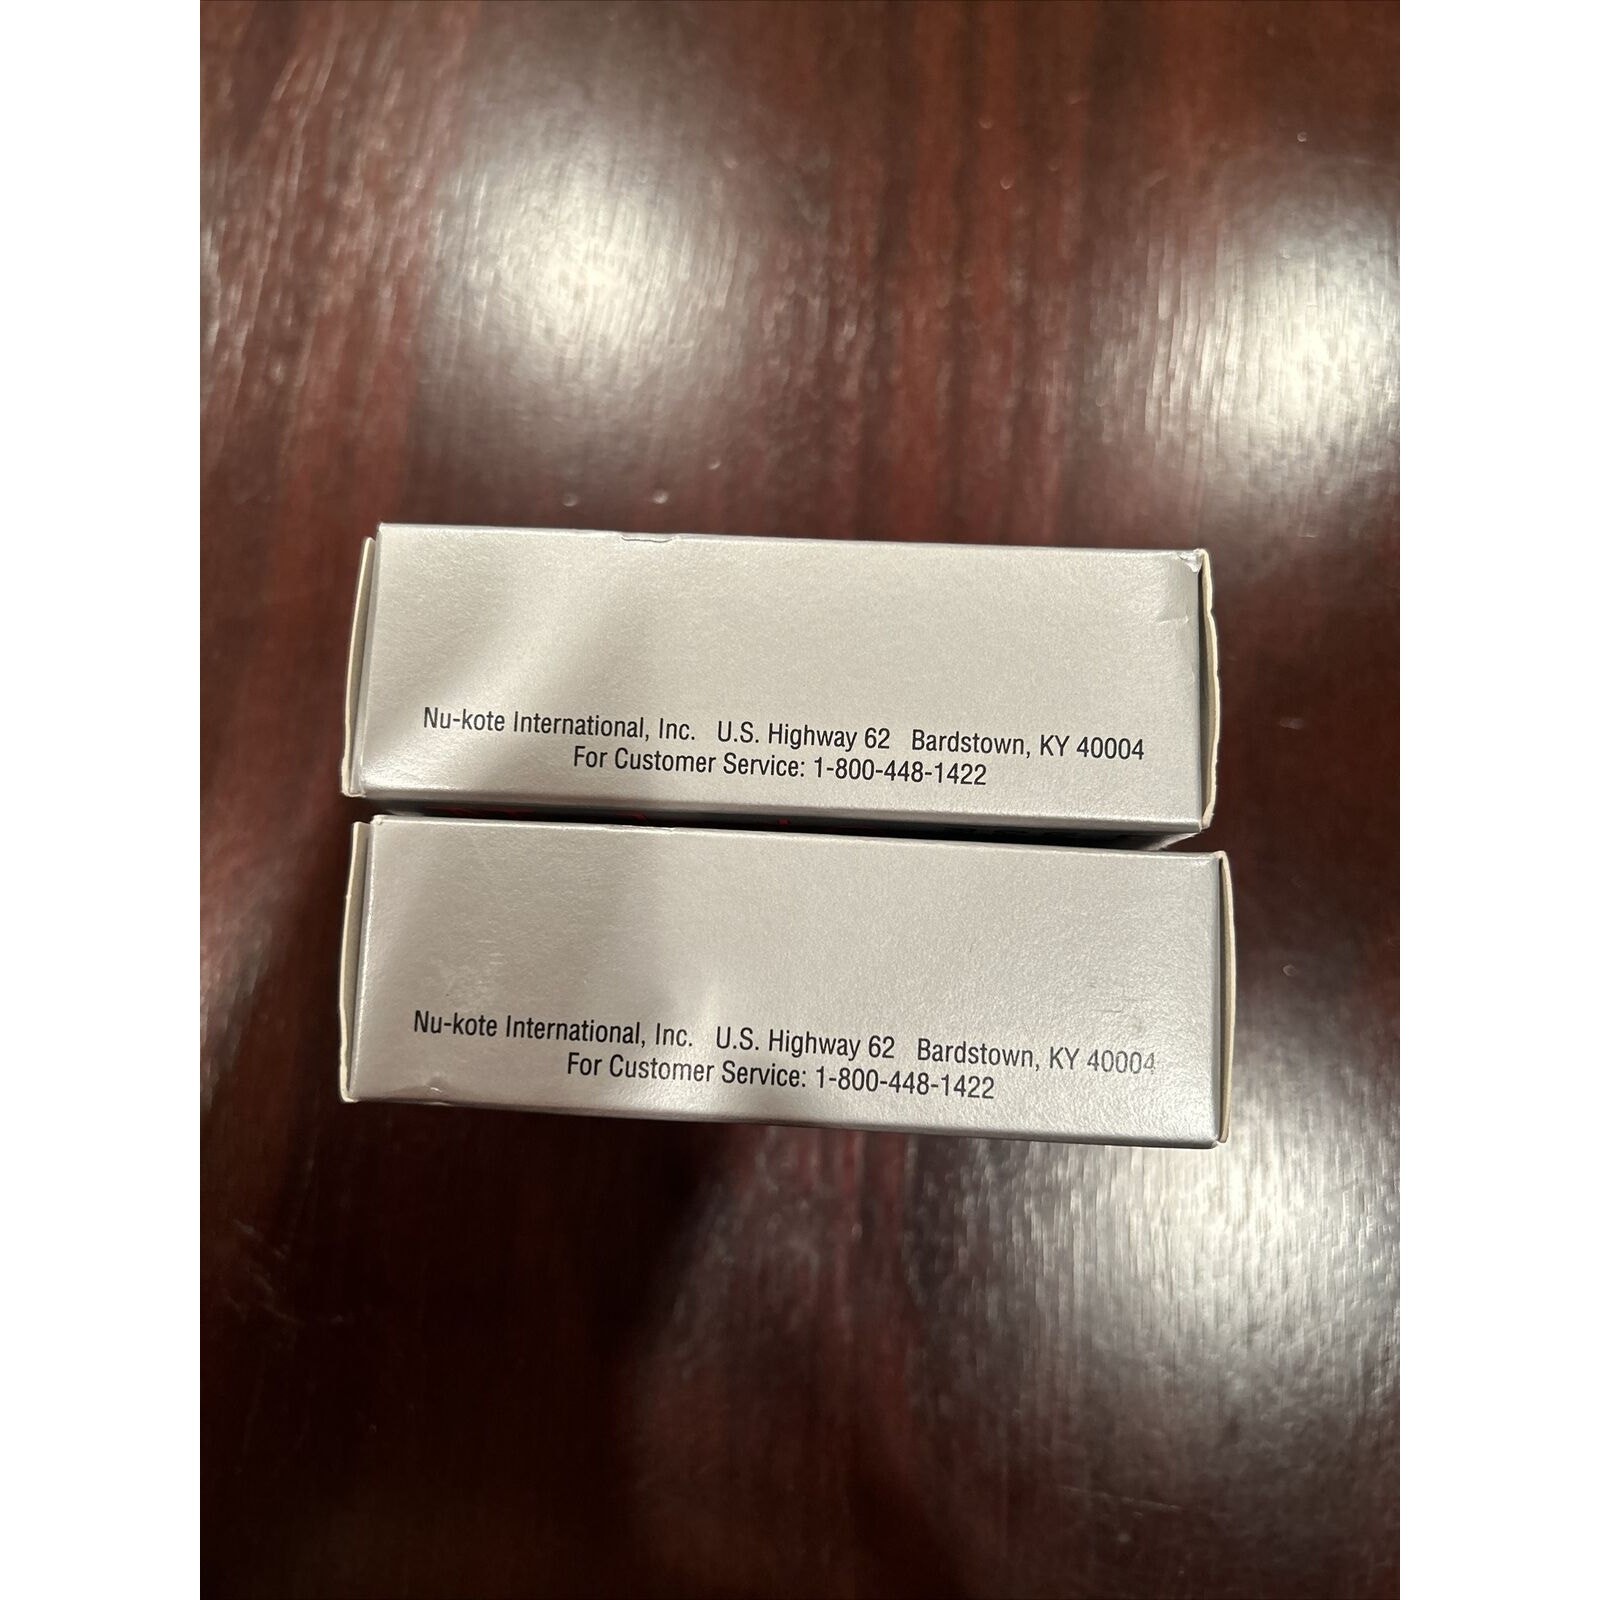 Nu-kote International, Inc. U.S. Highway 62 Bardstown, KY 40004
For Customer Service: 1-800-448-1422
Nu-kote International, Inc. U.S. Highway 62 Bardstown, KY 40004
For Customer Service: 1-800-448-1422